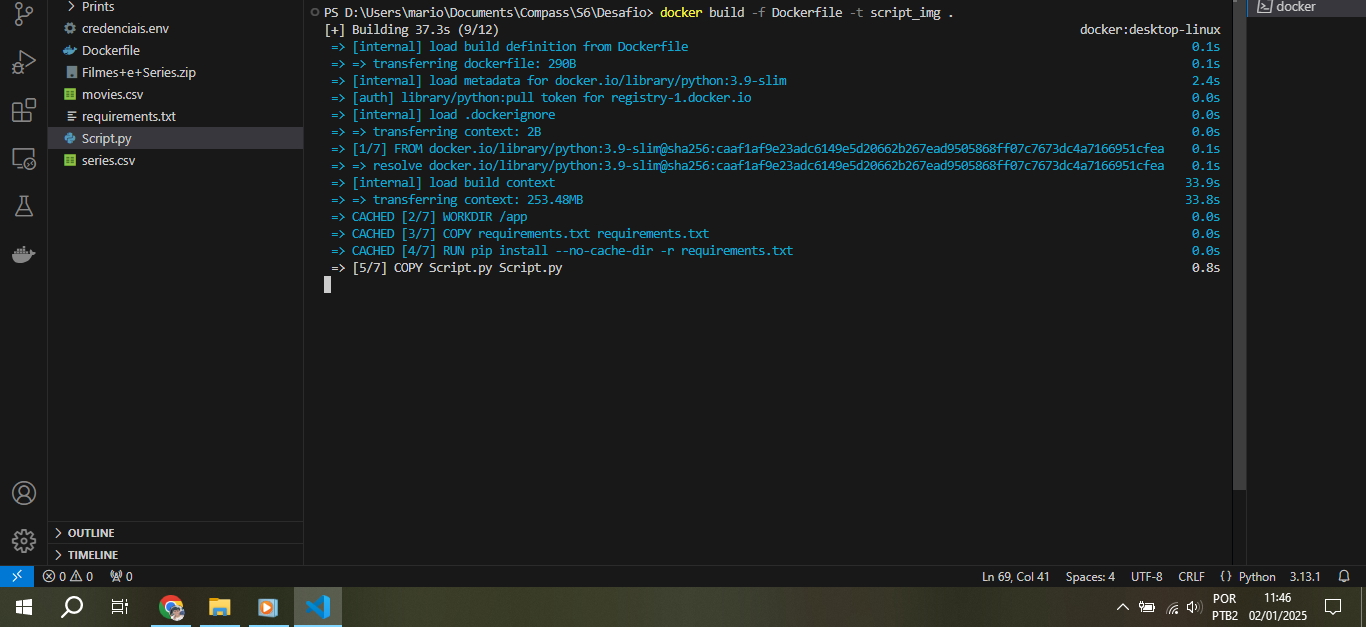 Prints
credenciais.env
Dockerfile
Filmes+e+Series.zip
movies.csv
requirements.txt
Script.py
series.csv
OUTLINE
TIMELINE
PS D:\Users\mario\Documents\Compass\S6\Desafio> docker build -f Dockerfile -t script_img .
[+] Building 37.3s (9/12) docker:desktop-linux
=> [internal] load build definition from Dockerfile 0.1s
=> => transferring dockerfile: 290B 0.1s
=> [internal] load metadata for docker.io/library/python:3.9-slim 2.4s
=> [auth] library/python:pull token for registry-1.docker.io 0.0s
=> [internal] load .dockerignore 0.0s
=> => transferring context: 2B 0.0s
=> [1/7] FROM docker.io/library/python:3.9-slim@sha256:caaf1af9e23adc6149e5d20662b267ead9505868ff07c7673dc4a7166951cfea 0.1s
=> => resolve docker.io/library/python:3.9-slim@sha256:caaf1af9e23adc6149e5d20662b267ead9505868ff07c7673dc4a7166951cfea 0.1s
=> [internal] load build context 33.9s
=> => transferring context: 253.48MB 33.8s
=> CACHED [2/7] WORKDIR /app 0.0s
=> CACHED [3/7] COPY requirements.txt requirements.txt 0.0s
=> CACHED [4/7] RUN pip install --no-cache-dir -r requirements.txt 0.0s
=> [5/7] COPY Script.py Script.py 0.8s
docker
0 0 0 Ln 69, Col 41 Spaces: 4 UTF-8 CRLF {} Python 3.13.1
POR
PTB2
11:46
02/01/2025